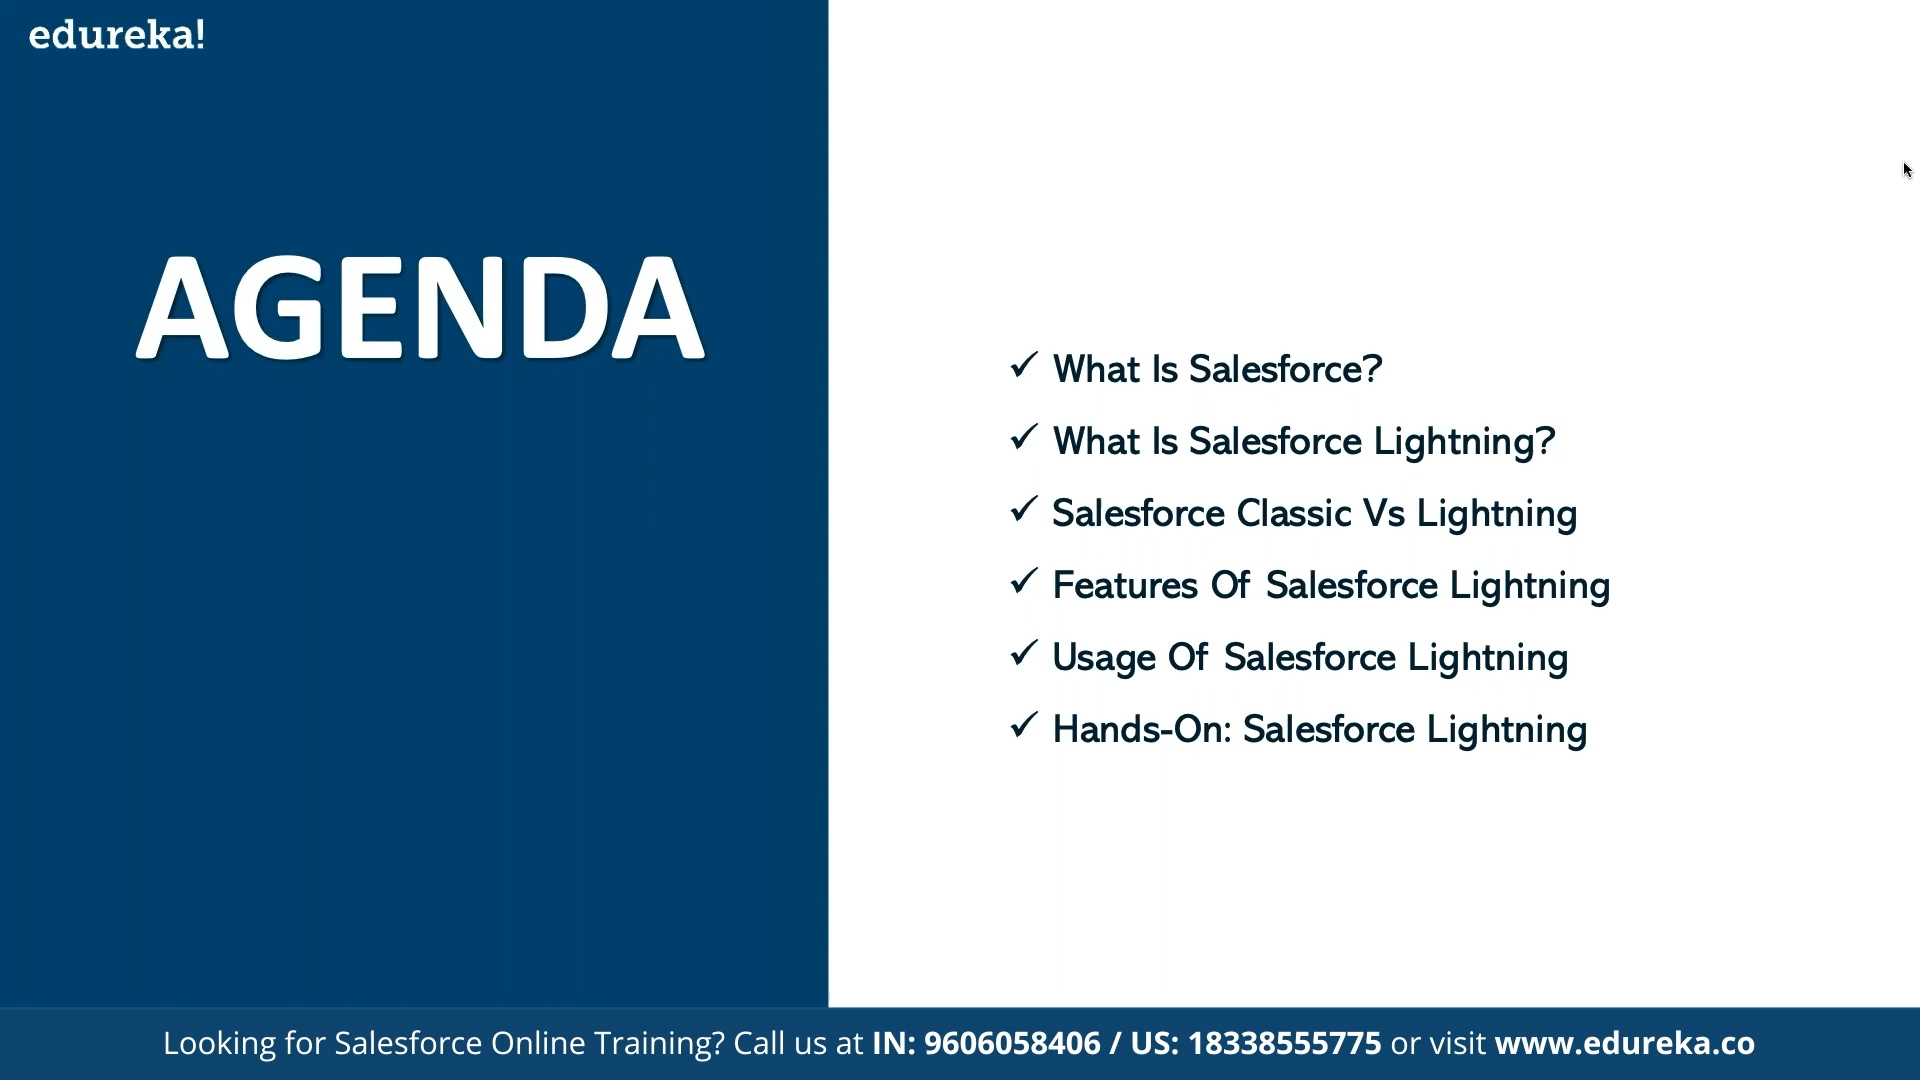 edureka!
AGENDA
✓ What Is Salesforce?
✓ What Is Salesforce Lightning?
✓ Salesforce Classic Vs Lightning
✓ Features Of Salesforce Lightning
✓ Usage Of Salesforce Lightning
✓ Hands-On: Salesforce Lightning
Looking for Salesforce Online Training? Call us at IN: 9606058406 / US: 18338555775 or visit www.edureka.co